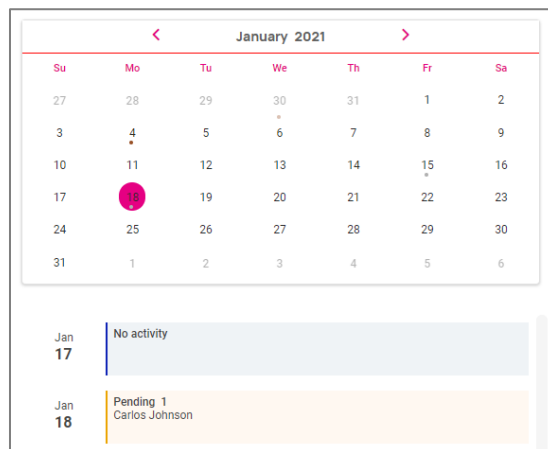 January 2021
Su Mo Tu We Th Fr Sa
27 28 29 30 31 1 2
3 4 5 6 7 8 9
10 11 12 13 14 15 16
17 18 19 20 21 22 23
24 25 26 27 28 29 30
31 1 2 3 4 5 6
Jan
17
No activity
Jan
18
Pending 1
Carlos Johnson